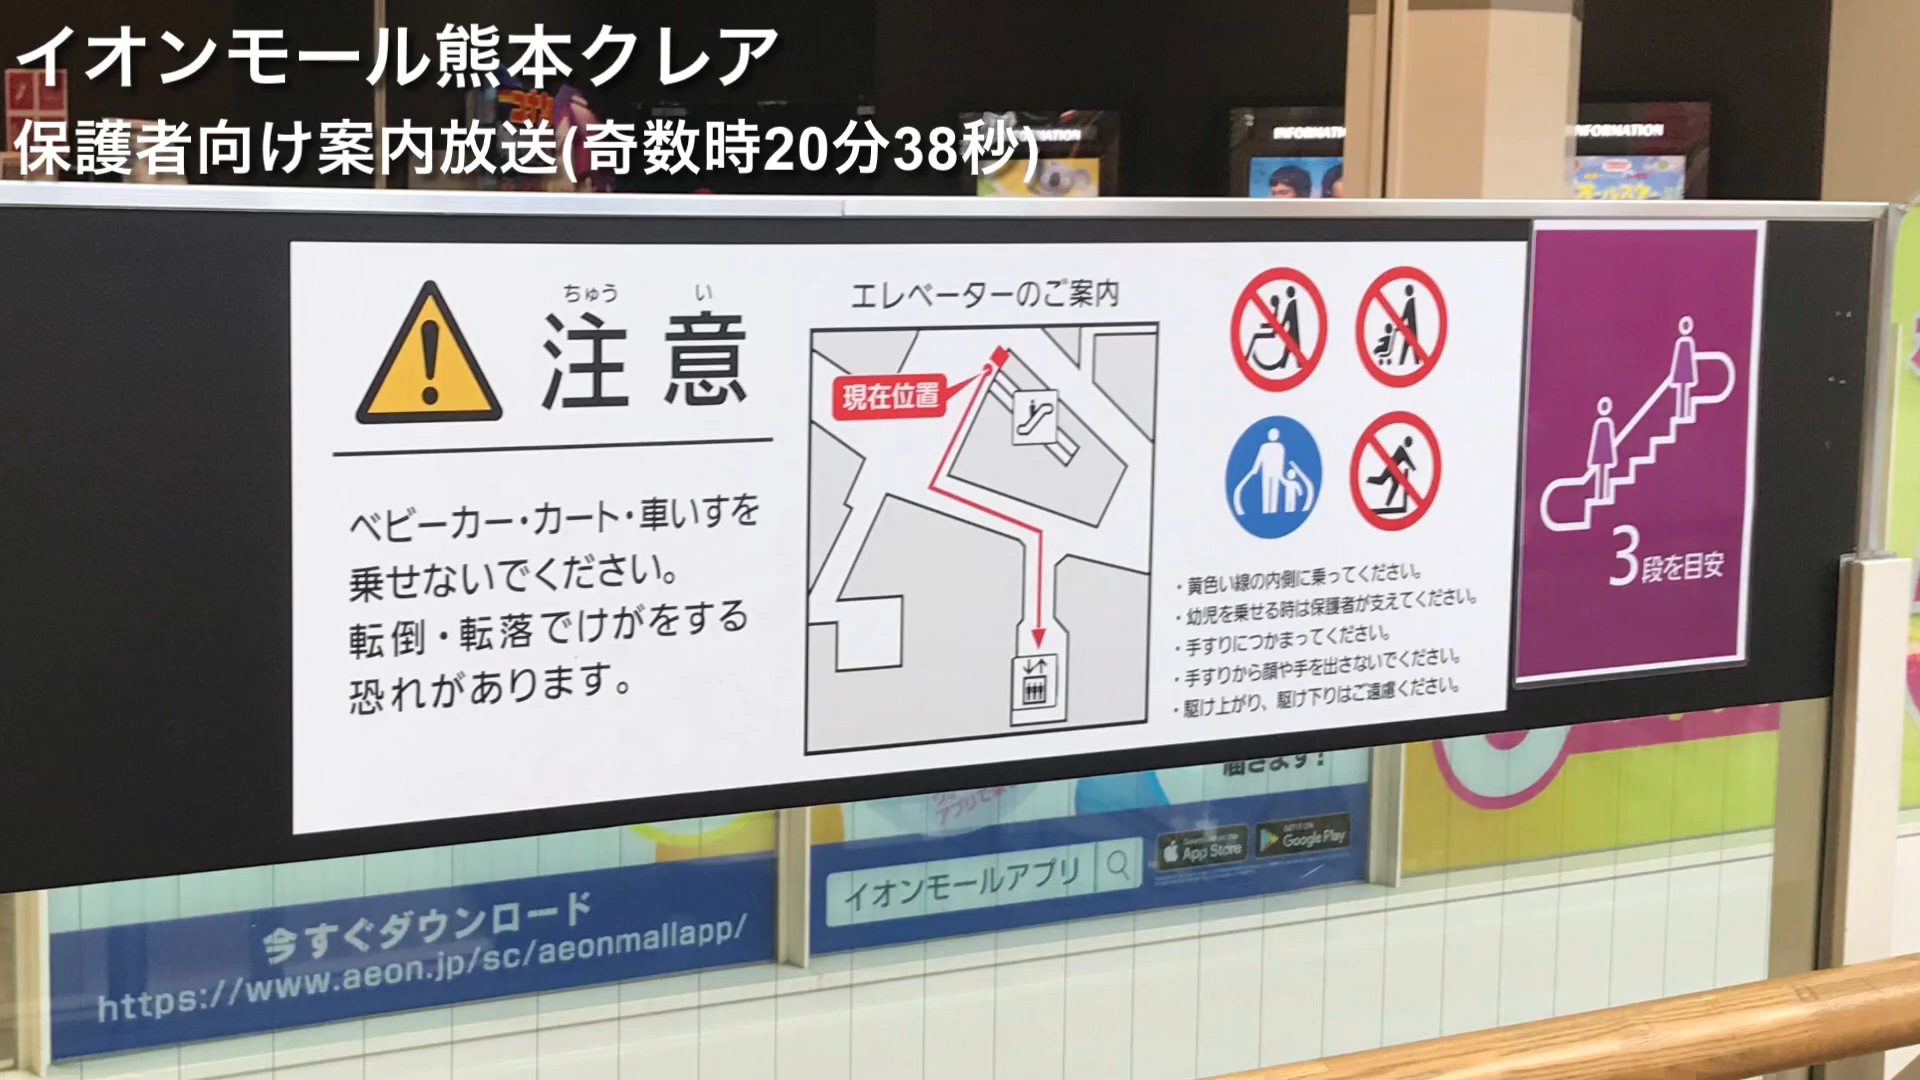 イオンモール熊本クレア
保護者向け案内放送(奇数時20分38秒)
INFORMATION
ちゅう い
注意
ベビーカー・カート・車いすを
乗せないでください。
転倒・転落でけがをする
恐れがあります。
エレベーターのご案内
現在位置
・黄色い線の内側に乗ってください。
・幼児を乗せる時は保護者が支えてください。
・手すりにつかまってください。
・手すりから顔や手を出さないでください。
・駆け上がり、駆け下りはご遠慮ください。
3段を目安
届きます!
今すぐダウンロード
https://www.aeon.jp/sc/aeonmallapp/
イオンモールアプリ
App Store
GET IT ON
Google Play